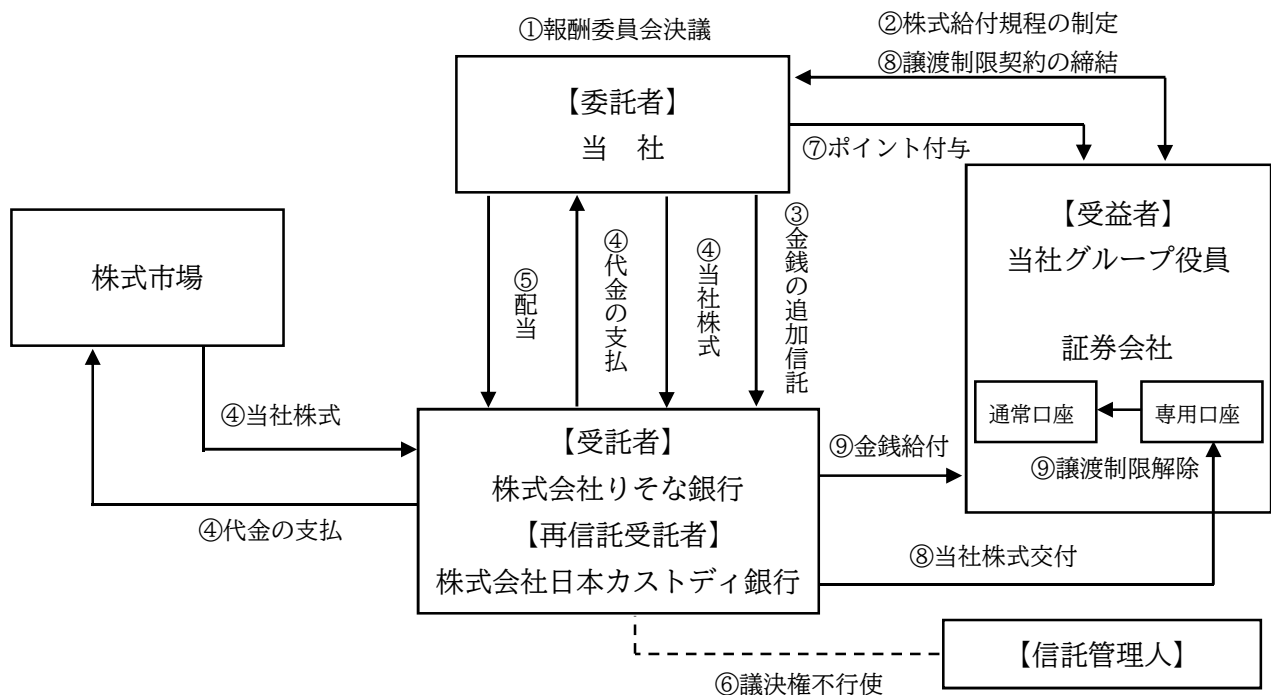 ①報酬委員会決議
②株式給付規程の制定
⑧譲渡制限契約の締結
【委託者】
当　社
⑦ポイント付与
【受益者】
当社グループ役員
証券会社
通常口座
専用口座
⑨譲渡制限解除
株式市場
⑤配当
④代金の支払
④当社株式
③金銭の追加信託
④当社株式
④代金の支払
【受託者】
株式会社りそな銀行
【再信託受託者】
株式会社日本カストディ銀行
⑨金銭給付
⑧当社株式交付
【信託管理人】
⑥議決権不行使